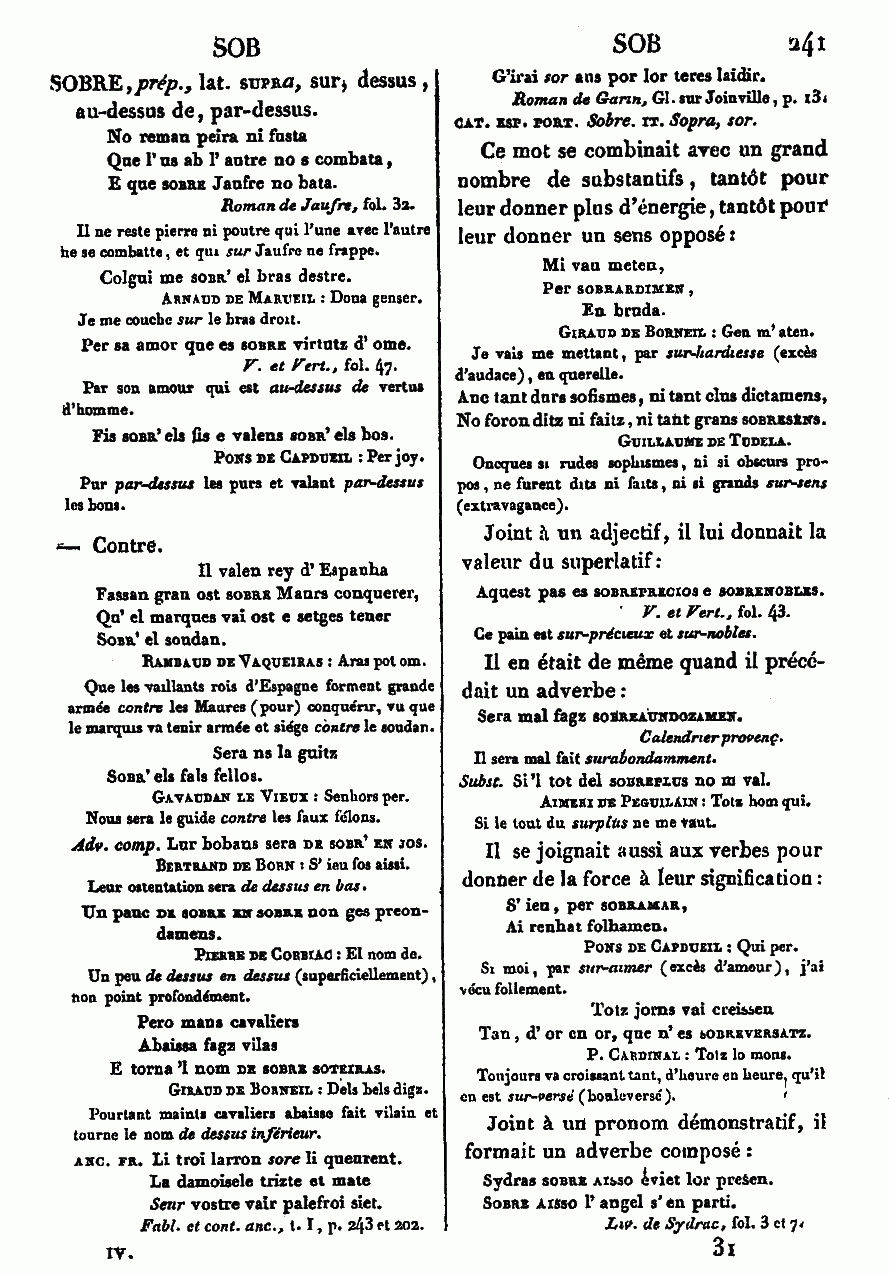 SOB
SOBRE, prép., lat. SUPRA, sur, dessus,
au-dessus de, par-dessus.
No reman peira ni fusta
Que l' us ab l' autre no s combata,
E que SOBRE Jaufre no bata.
Roman de Jaufre, fol. 32.
Il ne reste pierre ni poutre qui l'une avec l'autre
ne se combatte, et qui sur Jaufre ne frappe.
Colgui me SOBR' el bras destre.
ARNAUD DE MARUEIL : Dona genser.
Je me couche sur le bras droit.
Per sa amor que es SOBRE virtutz d' ome.
V. et Vert., fol. 47.
Par son amour qui est au-dessus de vertus
d'homme.
Fis SOBR' els fis e valens SOBR' els bos.
PONS DE CAPDUEIL : Per joy.
Pur par-dessus les purs et valant par-dessus
les bons.
— Contre.
Il valen rey d' Espanha
Fassan gran ost SOBRE Maurs conquerer,
Qu' el marques vai ost e setges tener
SOBR' el soudan.
RAMBAUD DE VAQUEIRAS : Aras pot om.
Que les vaillants rois d'Espagne forment grande
armée contre les Maures (pour) conquérir, vu que
le marquis va tenir armée et siége contre le soudan.
Sera ns la guitz
SOBR' els fals fellos.
GAVAUDAN LE VIEUX : Senhors per.
Nous sera le guide contre les faux félons.
Adv. comp. Lur bobans sera DE SOBR' EN JOS.
BERTRAND DE BORN : S' ieu fos aissi.
Leur ostentation sera de dessus en bas.
Un panc DE SOBRE EN SOBRE non ges preon-
damens.
PIERRE DE CORBIAC : El nom de.
Un peu de dessus en dessus (superficiellement),
non point profondément.
Pero mans cavaliers
Abaissa fagz vilas
E torna 'l nom DE SOBRE SOTEIRAS.
GIRAUD DE BORNEIL : Dels bels digz.
Pourtant maints cavaliers abaisse fait vilain et
tourne le nom de dessus inférieur.
ANC. FR. Li troi larron sore li queurent.
La damoisele trizte et mate
Seur vostre vair palefroi siet.
Fabl. et cont. anc., t. I, p. 243 et 202.
IV.
SOB 241
G'irai sor ans por lor teres laidir.
Roman de Garin, Gl. sur Joinville, p. 13.
CAT. ESP. PORT. Sobre. IT. Sopra, sor.
Ce mot se combinait avec un grand
nombre de substantifs, tantôt pour
leur donner plus d'énergie, tantôt pour
leur donner un sens opposé :
Mi vau meten,
Per SOBRARDIMEN,
En bruda.
GIRAUD DE BORNEIL : Gen m' aten.
Je vais me mettant, par sur-hardiesse (excès
d'audace), en querelle.
Anc tant durs sofismes, ni tant clus dictamens,
No foron ditz ni faitz, ni tant grans SOBRESENS.
GUILLAUME DE TUDELA.
Oncques si rudes sophismes, ni si obscurs pro-
pos, ne furent dits ni faits, ni si grands sur-sens
(extravagance).
Joint à un adjectif, il lui donnait la
valeur du superlatif :
Aquest pas es SOBREPRECIOS e SOBRENOBLES.
V. et Vert., fol. 43.
Ce pain est sur-précieux et sur-nobles.
Il en était de même quand il précé-
dait un adverbe :
Sera mal fagz SOBREAUNDOZAMEN.
Calendrier provenç.
Il sera mal fait surabondamment.
Subst. Si 'l tot del SOBREPLUS no m val.
AIMERI DE PEGUILAIN : Totz hom qui.
Si le tout du surplus ne me vaut.
Il se joignait aussi aux verbes pour
donner de la force à leur signification :
S' ieu, per SOBRAMAR,
Ai renhat folhamen.
PONS DE CAPDUEIL : Qui per.
Si moi, par sur-aimer (excès d'amour), j'ai
vécu follement.
Totz jorns vai creissen
Tan, d' or en or, que n' es SOBREVERSATZ.
P. CARDINAL : Totz lo mons.
Toujours va croissant tant, d'heure en heure, qu'il
en est sur-versé (bouleversé).
Joint à un pronom démonstratif, il
formait un adverbe composé :
Sydras SOBRE AISSO éviet lor presen.
SOBRE AISSO l' angel s' en parti.
Liv. de Sydrac, fol. 3 et 7.
31